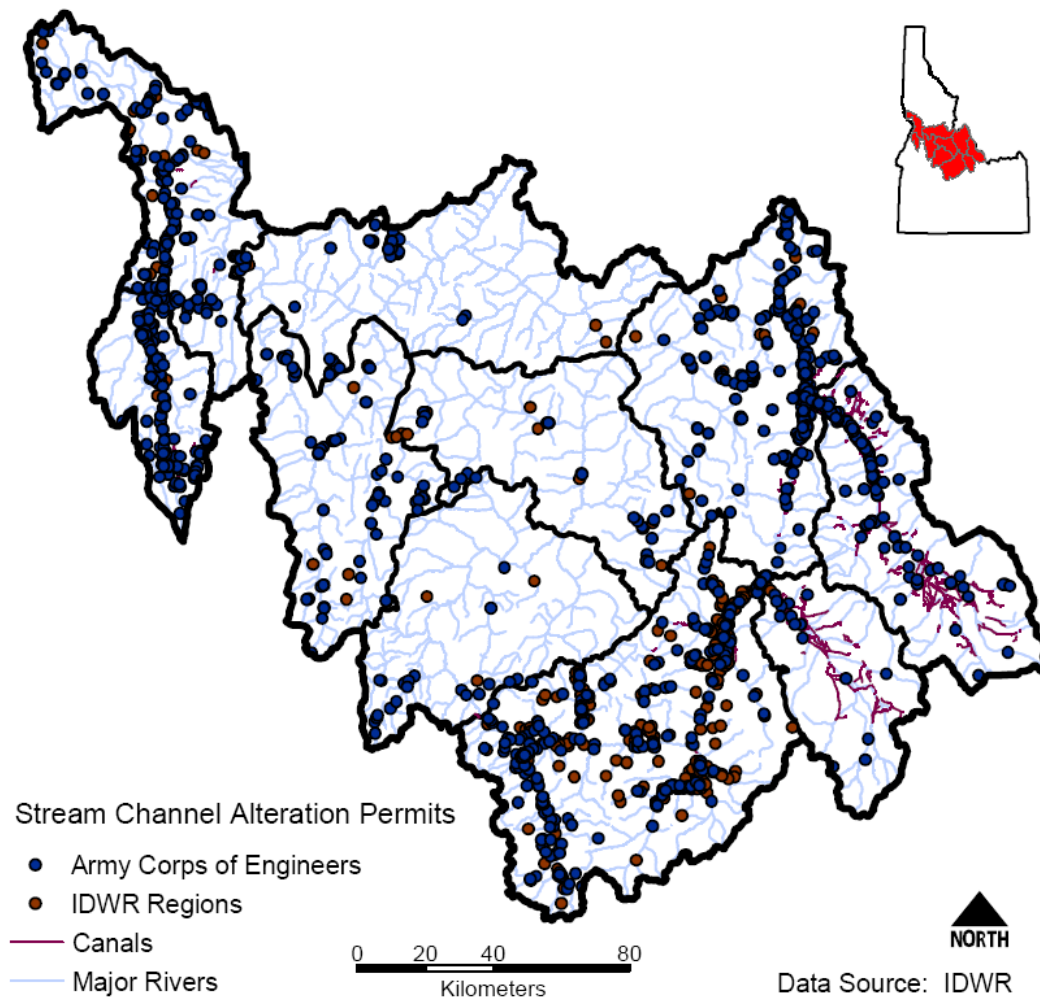 Stream Channel Alteration Permits
Army Corps of Engineers
IDWR Regions
Canals
Major Rivers
0 20 40 80
Kilometers
NORTH
Data Source: IDWR